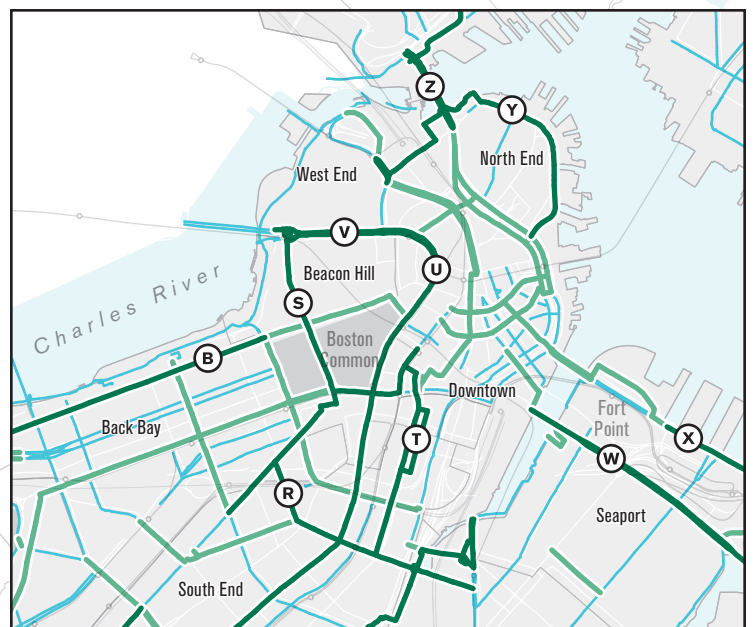 Z
Y
North End
West End
V
Beacon Hill
U
Charles River
S
Boston
Common
B
Downtown
Back Bay
Fort
Point
T
X
W
R
Seaport
South End